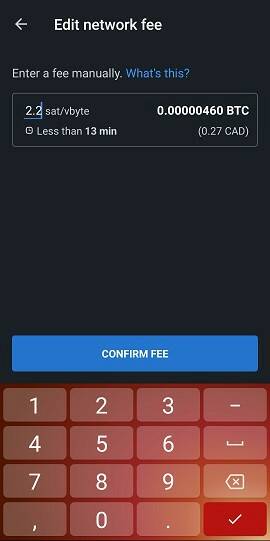 Edit network fee
Enter a fee manually. What's this?
2.2 sat/vbyte 0.00000460 BTC
Less than 13 min (0.27 CAD)
CONFIRM FEE
1 2 3 -
4 5 6
7 8 9
, 0 .